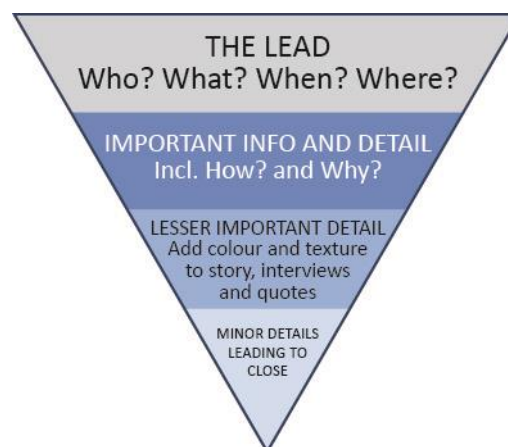 THE LEAD
Who? What? When? Where?
IMPORTANT INFO AND DETAIL
Incl. How? and Why?
LESSER IMPORTANT DETAIL
Add colour and texture
to story, interviews
and quotes
MINOR DETAILS
LEADING TO
CLOSE